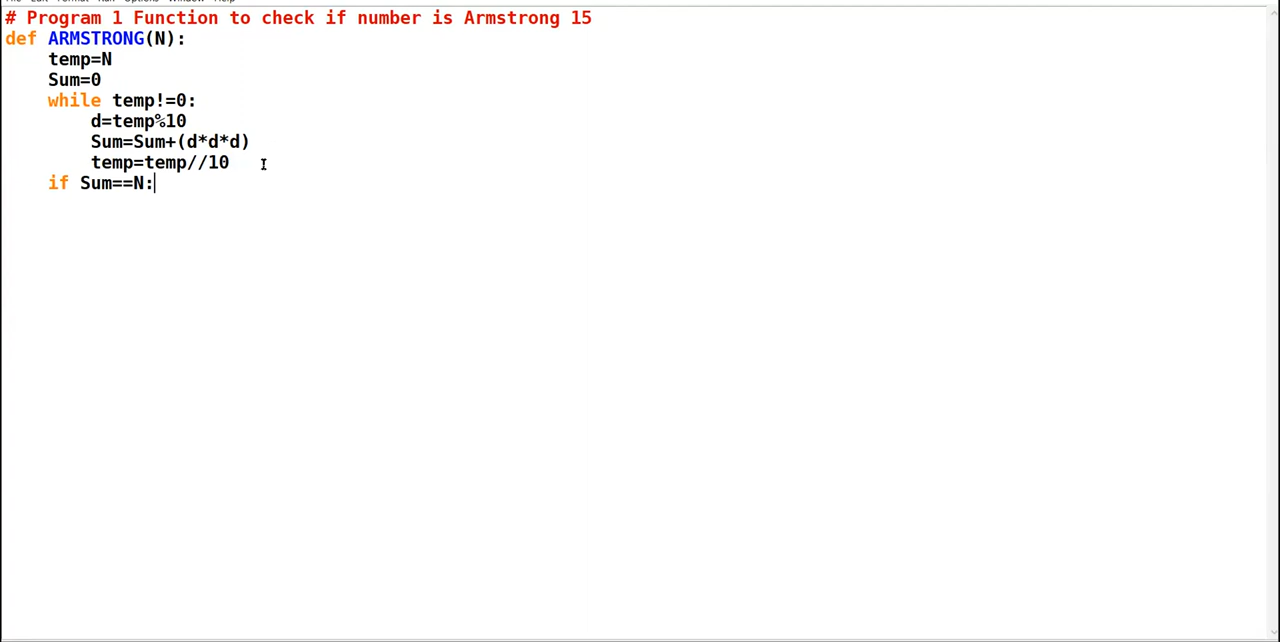 # Program 1 Function to check if number is Armstrong 15
def ARMSTRONG(N):
    temp=N
    Sum=0
    while temp!=0:
        d=temp%10
        Sum=Sum+(d*d*d)
        temp=temp//10
    if Sum==N: